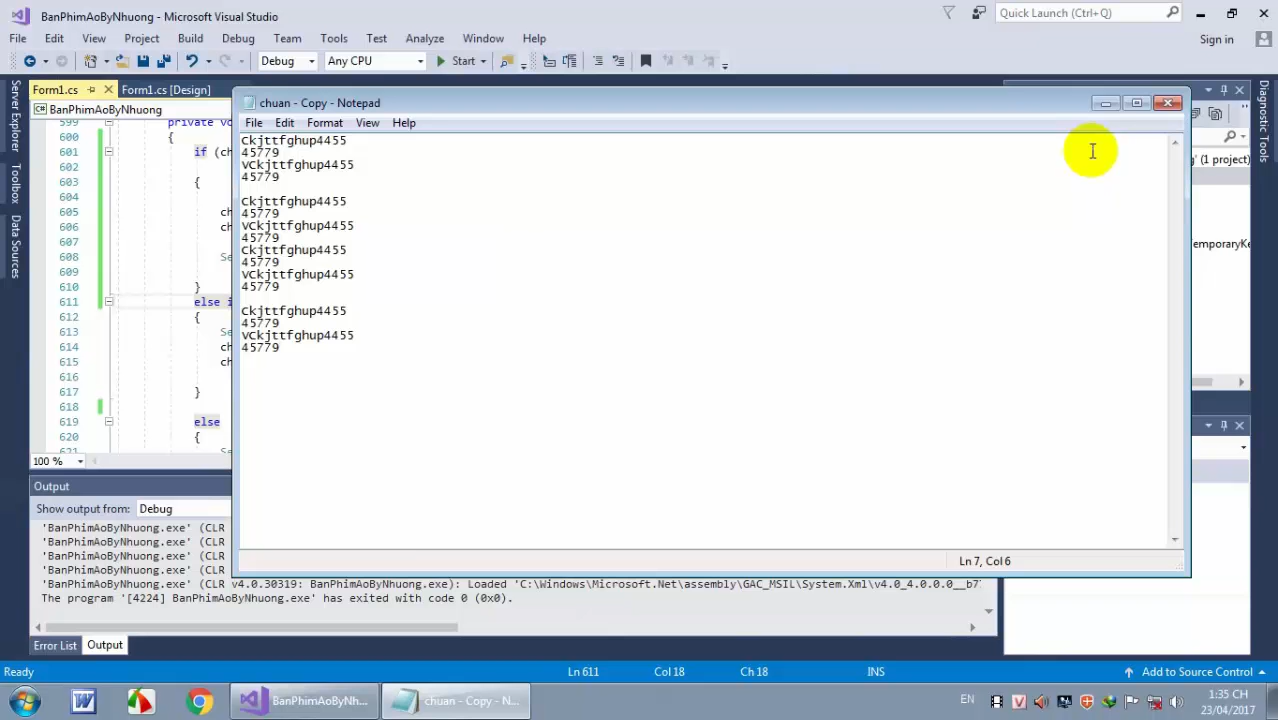 BanPhimAoByNhuong - Microsoft Visual Studio
Quick Launch (Ctrl+Q)
File Edit View Project Build Debug Team Tools Test Analyze Window Help
Sign in
Debug Any CPU Start
Form1.cs Form1.cs [Design]
BanPhimAoByNhuong
Server Explorer
Toolbox
Data Sources
Diagnostic Tools
599 private vo
600 {
601 if (ch
602
603 {
604
605 ch
606 ch
607
608 Se
609
610 }
611 else i
612 {
613 Se
614 ch
615 ch
616
617 }
618
619 else
620 {
621 Se
100 %
chuan - Copy - Notepad
File Edit Format View Help
Ckjttfghup4455
45779
VCkjttfghup4455
45779
Ckjttfghup4455
45779
VCkjttfghup4455
45779
Ckjttfghup4455
45779
VCkjttfghup4455
45779
Ckjttfghup4455
45779
VCkjttfghup4455
45779
Ln 7, Col 6
g' (1 project)
emporaryKe
Output
Show output from: Debug
'BanPhimAoByNhuong.exe' (CLR
'BanPhimAoByNhuong.exe' (CLR
'BanPhimAoByNhuong.exe' (CLR
'BanPhimAoByNhuong.exe' (CLR
'BanPhimAoByNhuong.exe' (CLR v4.0.30319: BanPhimAoByNhuong.exe): Loaded 'C:\Windows\Microsoft.Net\assembly\GAC_MSIL\System.Xml\v4.0_4.0.0.0__b7
The program '[4224] BanPhimAoByNhuong.exe' has exited with code 0 (0x0).
Error List Output
Ready Ln 611 Col 18 Ch 18 INS Add to Source Control
BanPhimAoByNh... chuan - Copy - N...
EN
1:35 CH
23/04/2017